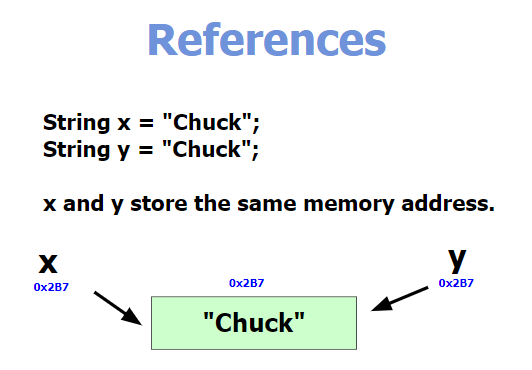 References
String x = "Chuck";
String y = "Chuck";
x and y store the same memory address.
x
y
0x2B7
0x2B7
0x2B7
"Chuck"